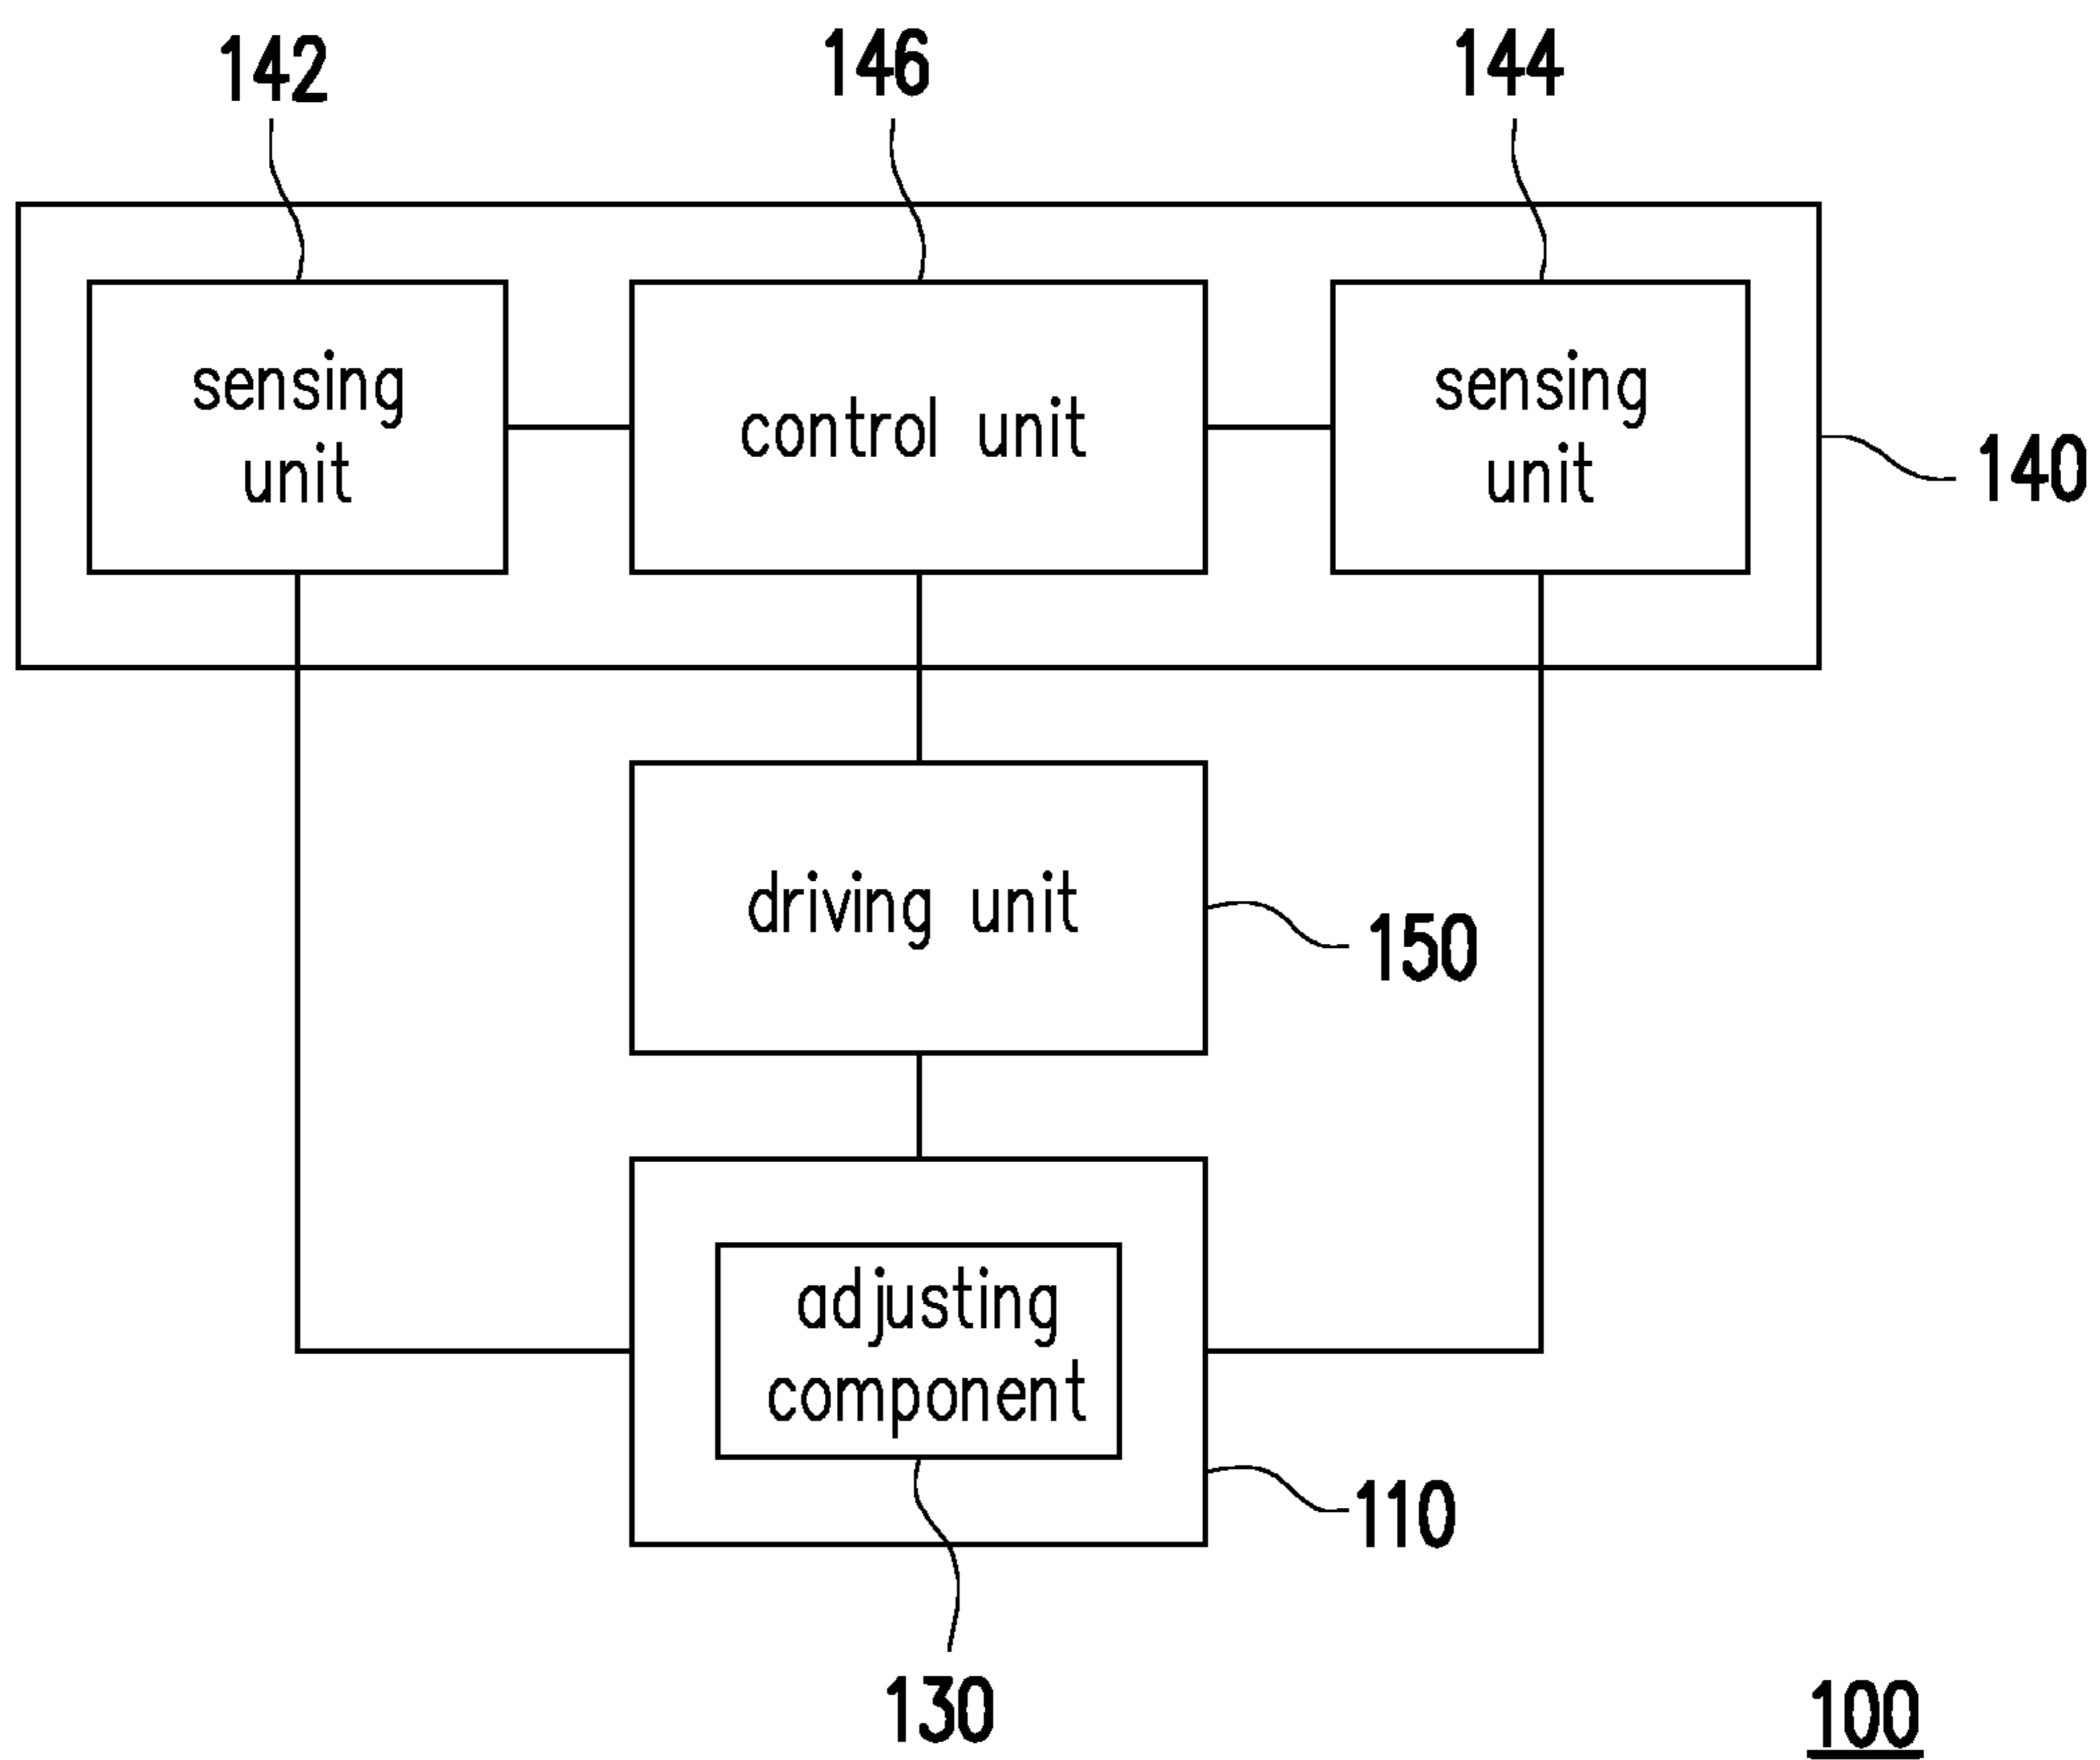 142
146
144
sensing
unit
control unit
sensing
unit
140
driving unit
150
adjusting
component
110
130
100